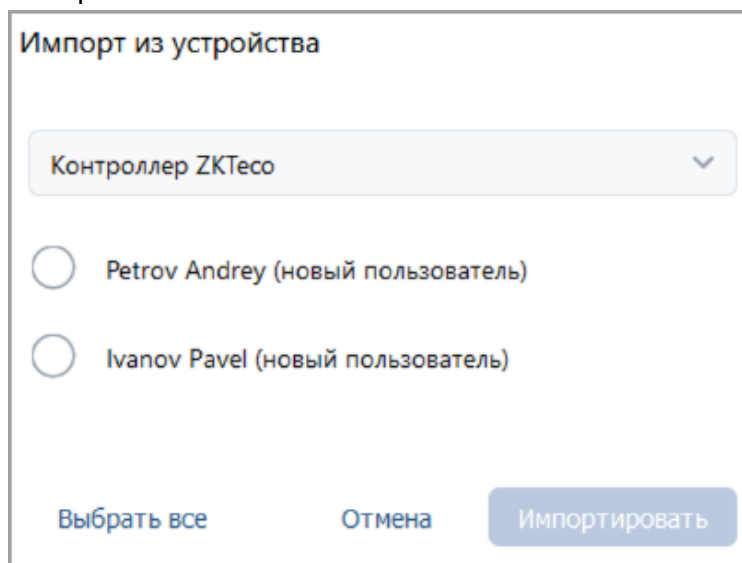 Импорт из устройства
Контроллер ZKTeco
Petrov Andrey (новый пользователь)
Ivanov Pavel (новый пользователь)
Выбрать все Отмена Импортировать